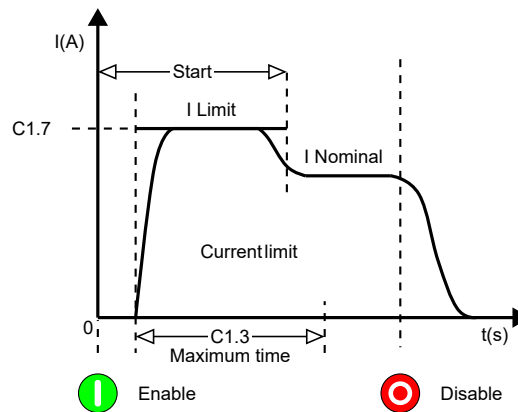 I(A)
Start
I Limit
C1.7
I Nominal
Current limit
0
C1.3
t(s)
Maximum time
Enable
Disable